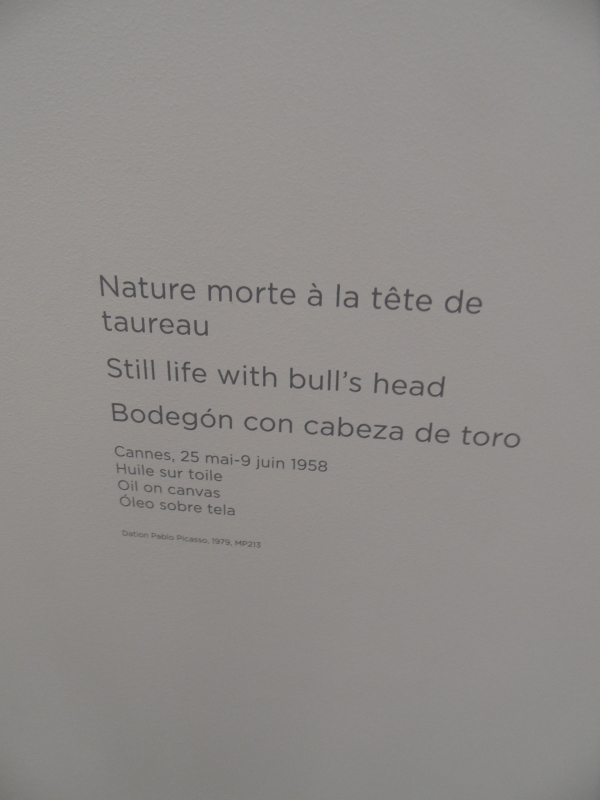 Nature morte à la tête de
taureau
Still life with bull's head
Bodegón con cabeza de toro
Cannes, 25 mai-9 juin 1958
Huile sur toile
Oil on canvas
Óleo sobre tela
Dation Pablo Picasso, 1979, MP213